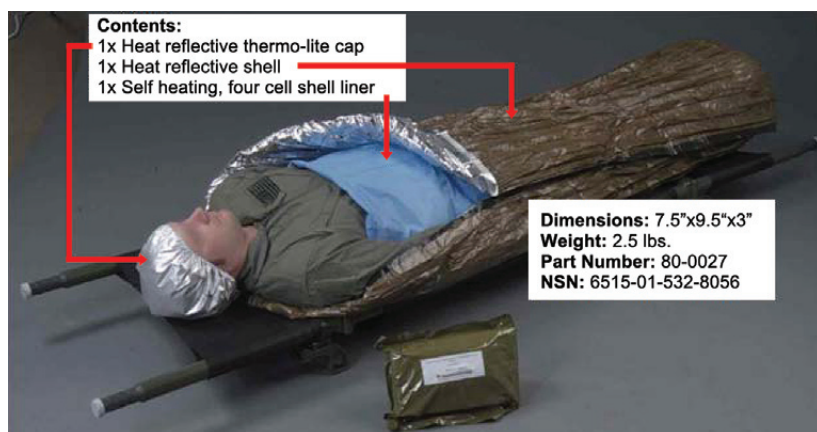 Contents:
1x Heat reflective thermo-lite cap
1x Heat reflective shell
1x Self heating, four cell shell liner
Dimensions: 7.5"x9.5“x3”
Weight: 2.5 lbs.
Part Number: 80-0027
NSN: 6515-01-532-8056